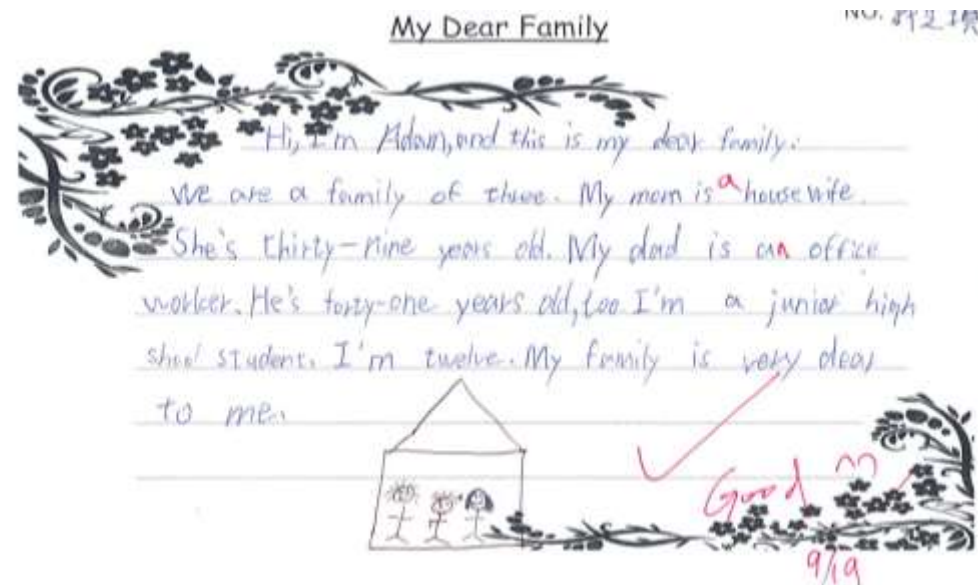 My Dear Family
NO.
Hi, I'm Adam, and this is my dear family.
We are a family of three. My mom is a housewife.
She's thirty-nine years old. My dad is an office
worker. He's forty-one years old, too I'm a junior high
shool student. I'm twelve. My family is very dear
to me.
Good
9/19